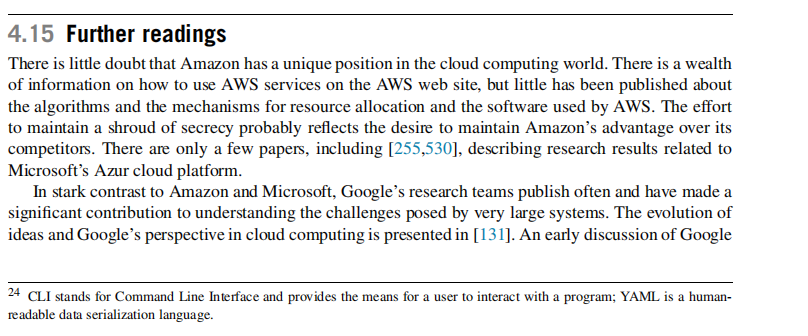 4.15 Further readings
There is little doubt that Amazon has a unique position in the cloud computing world. There is a wealth
of information on how to use AWS services on the AWS web site, but little has been published about
the algorithms and the mechanisms for resource allocation and the software used by AWS. The effort
to maintain a shroud of secrecy probably reflects the desire to maintain Amazon’s advantage over its
competitors. There are only a few papers, including [255,530], describing research results related to
Microsoft’s Azur cloud platform.
In stark contrast to Amazon and Microsoft, Google’s research teams publish often and have made a
significant contribution to understanding the challenges posed by very large systems. The evolution of
ideas and Google’s perspective in cloud computing is presented in [131]. An early discussion of Google
24 CLI stands for Command Line Interface and provides the means for a user to interact with a program; YAML is a human-
readable data serialization language.